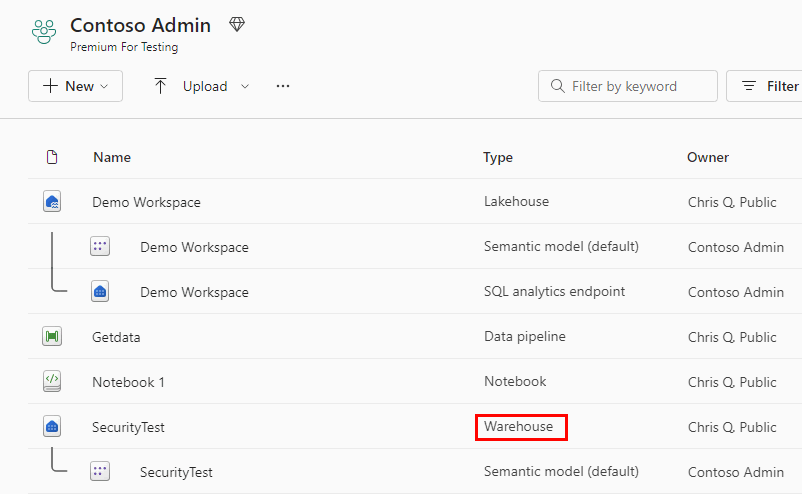 Contoso Admin
Premium For Testing
New Upload ... Filter by keyword Filter
Name Type Owner
Demo Workspace Lakehouse Chris Q. Public
Demo Workspace Semantic model (default) Contoso Admin
Demo Workspace SQL analytics endpoint Contoso Admin
Getdata Data pipeline Chris Q. Public
Notebook 1 Notebook Chris Q. Public
SecurityTest Warehouse Chris Q. Public
SecurityTest Semantic model (default) Contoso Admin